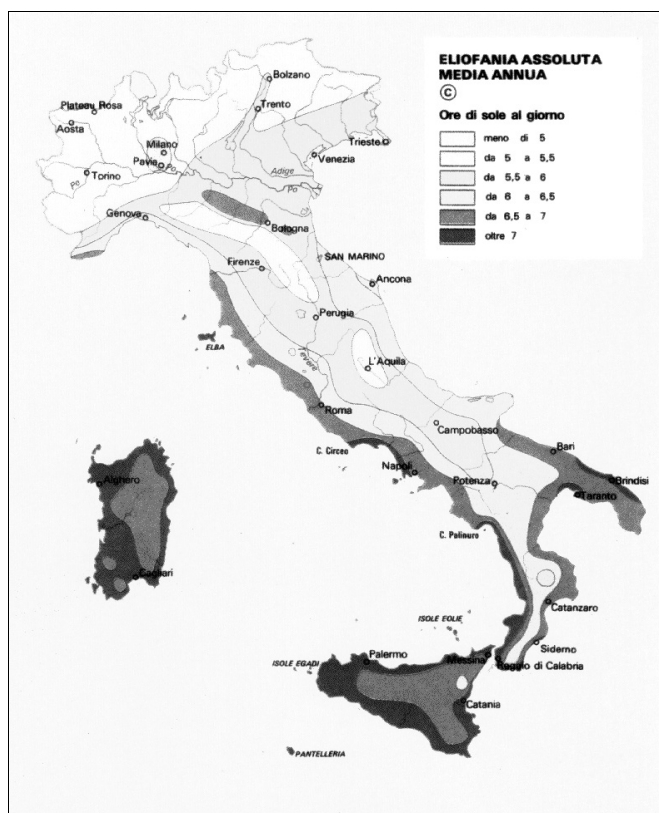 ELIOFANIA ASSOLUTA
MEDIA ANNUA
C
Ore di sole al giorno
meno di 5
da 5 a 5,5
da 5,5 a 6
da 6 a 6,5
da 6,5 a 7
oltre 7
Bolzano
Plateau Rosa
Trento
Aosta
Milano
Trieste
Pavia
Po
Venezia
Torino
Adige
Po
Po
Genova
Bologna
Firenze
SAN MARINO
Ancona
Perugia
ELBA
Tevere
L'Aquila
Roma
Campobasso
C. Circeo
Bari
Napoli
Potenza
Brindisi
Alghero
Taranto
C. Palinuro
Cagliari
Catanzaro
ISOLE EOLIE
Siderno
Palermo
Messina
ISOLE EGADI
Reggio di Calabria
Catania
PANTELLERIA